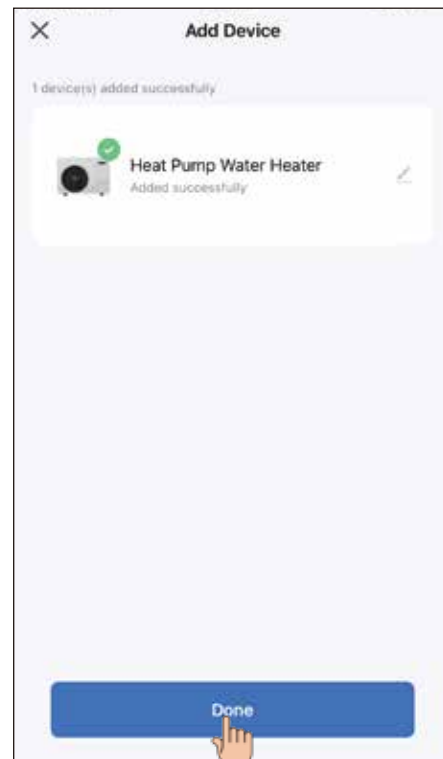 Add Device
1 device(s) added successfully
Heat Pump Water Heater
Added successfully
Done